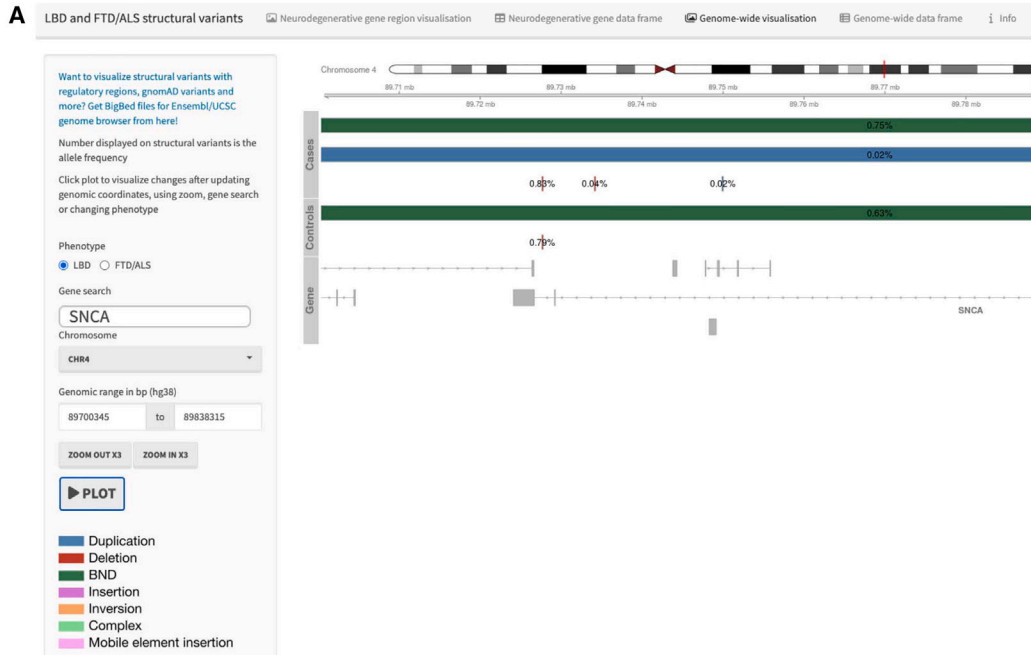 A
LBD and FTD/ALS structural variants
Neurodegenerative gene region visualisation
Neurodegenerative gene data frame
Genome-wide visualisation
Genome-wide data frame
i Info
Want to visualize structural variants with
regulatory regions, gnomAD variants and
more? Get BigBed files for Ensembl/UCSC
genome browser from here!
Number displayed on structural variants is the
allele frequency
Click plot to visualize changes after updating
genomic coordinates, using zoom, gene search
or changing phenotype
Phenotype
LBD FTD/ALS
Gene search
SNCA
Chromosome
CHR4
Genomic range in bp (hg38)
89700345 to 89838315
ZOOM OUT X3 ZOOM IN X3
PLOT
Duplication
Deletion
BND
Insertion
Inversion
Complex
Mobile element insertion
Chromosome 4
89.71 mb 89.73 mb 89.75 mb 89.77 mb
89.72 mb 89.74 mb 89.76 mb 89.78 mb
Cases
0.75%
0.02%
0.83% 0.04% 0.02%
Controls
0.63%
0.79%
Gene
SNCA